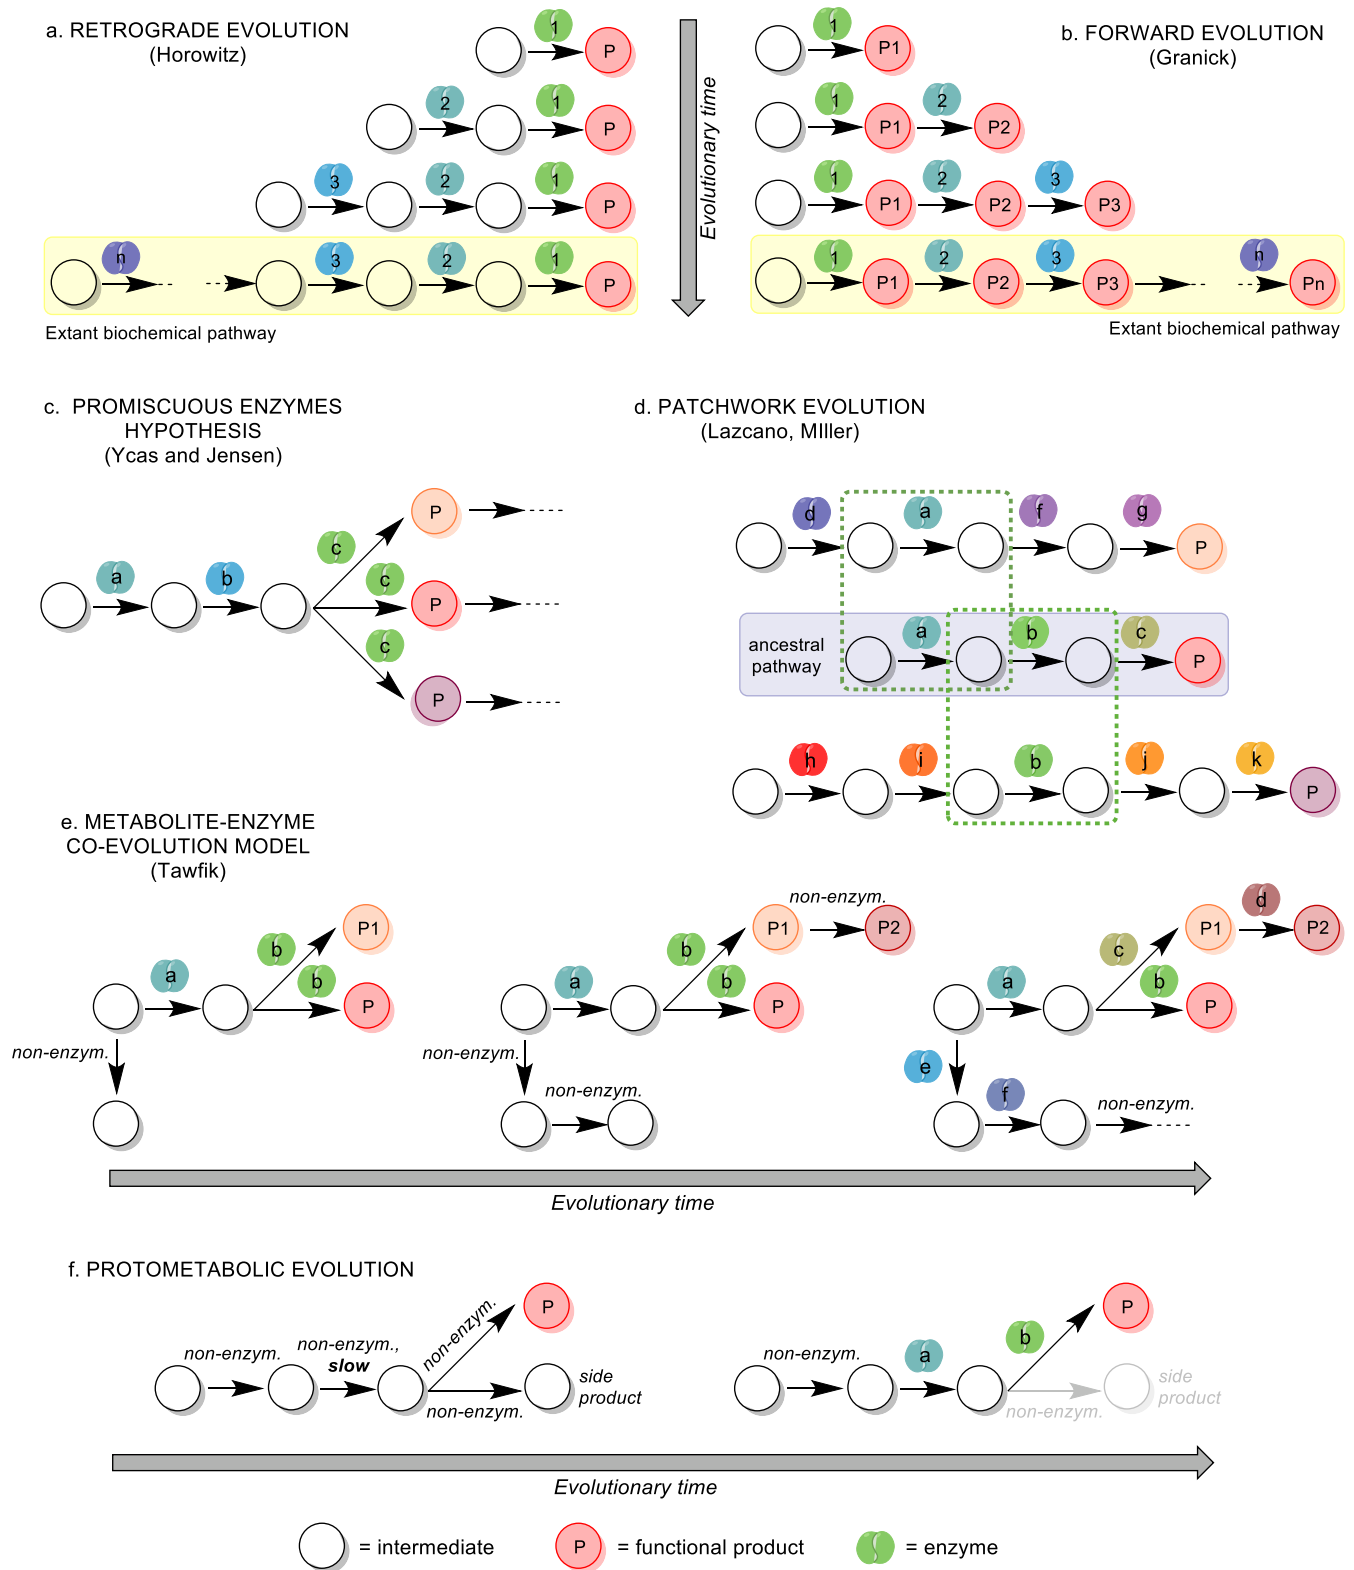 a. RETROGRADE EVOLUTION
(Horowitz)
1
P
2
1
P
3
2
1
P
n
3
2
1
P
Extant biochemical pathway
Evolutionary time
b. FORWARD EVOLUTION
(Granick)
1
P1
1
2
P1
P2
1
2
3
P1
P2
P3
1
2
3
n
P1
P2
P3
Pn
Extant biochemical pathway
c. PROMISCUOUS ENZYMES
HYPOTHESIS
(Ycas and Jensen)
P
c
a
b
c
P
c
P
d. PATCHWORK EVOLUTION
(Lazcano, MIller)
d
a
f
g
P
ancestral
pathway
a
b
c
P
h
i
b
j
k
P
e. METABOLITE-ENZYME
CO-EVOLUTION MODEL
(Tawfik)
P1
b
a
b
P
non-enzym.
non-enzym.
P1
P2
b
a
b
P
non-enzym.
non-enzym.
d
P1
P2
c
a
b
P
e
f
non-enzym.
Evolutionary time
f. PROTOMETABOLIC EVOLUTION
non-enzym.
non-enzym.,
slow
non-enzym.
P
non-enzym.
side
product
non-enzym.
a
b
P
non-enzym.
side
product
Evolutionary time
= intermediate
P
= functional product
= enzyme